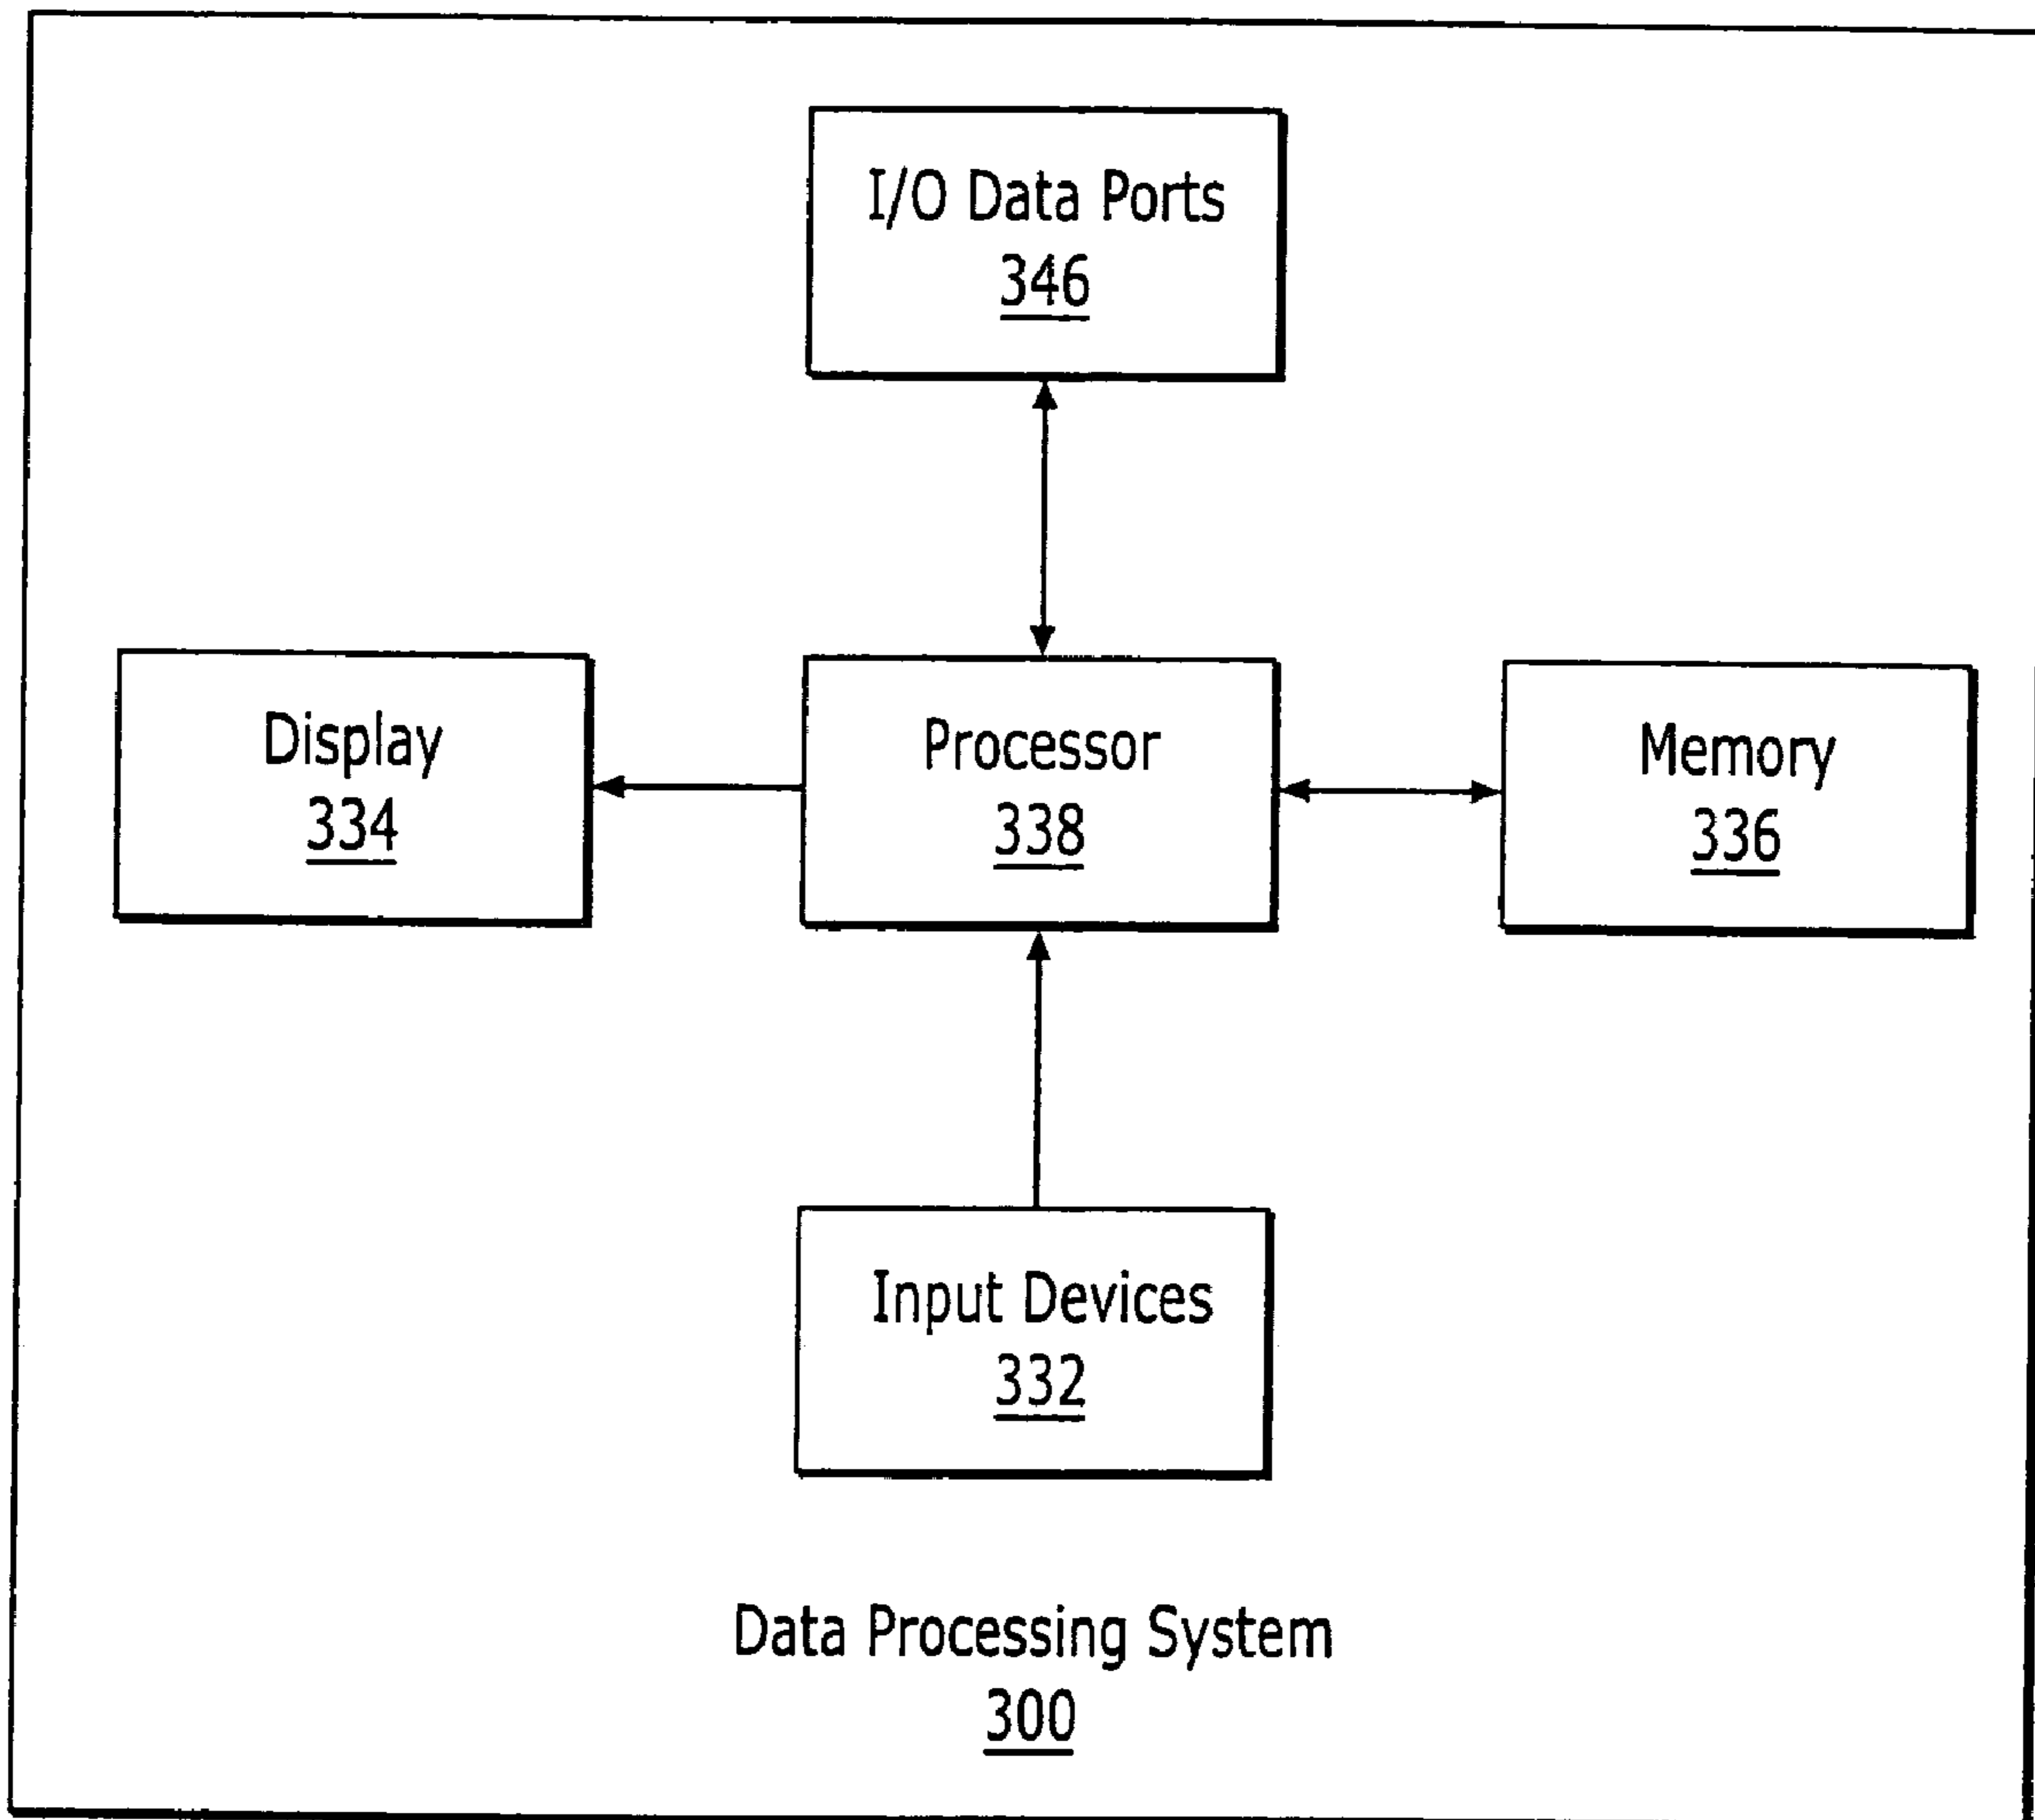 I/O Data Ports
346
Display
334
Processor
338
Memory
336
Input Devices
332
Data Processing System
300